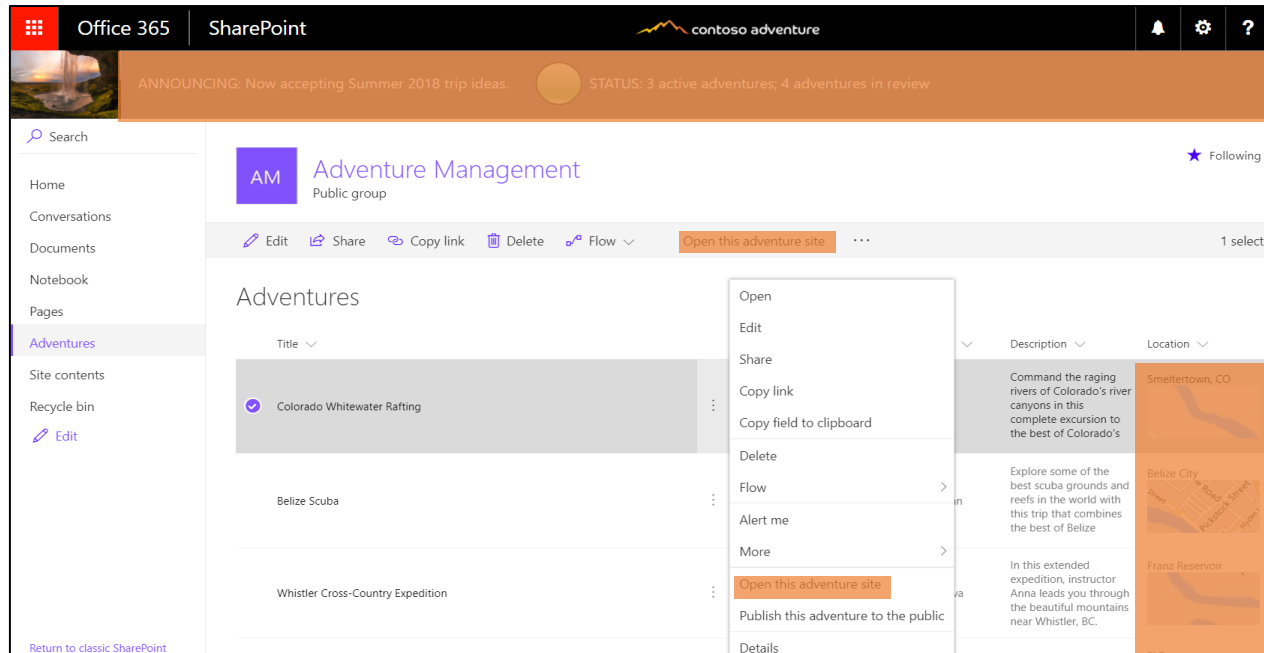 Office 365
SharePoint
contoso adventure
?
ANNOUNCING: Now accepting Summer 2018 trip ideas.
STATUS: 3 active adventures; 4 adventures in review
Search
Home
Conversations
Documents
Notebook
Pages
Adventures
Site contents
Recycle bin
Edit
Return to classic SharePoint
AM
Adventure Management
Public group
Following
Edit
Share
Copy link
Delete
Flow
Open this adventure site
1 select
Adventures
Title
Description
Location
Colorado Whitewater Rafting
Command the raging
rivers of Colorado's river
canyons in this
complete excursion to
the best of Colorado's
Smeltertown, CO
Belize Scuba
an
Explore some of the
best scuba grounds and
reefs in the world with
this trip that combines
the best of Belize
Belize City
Street
Road
Pickstock Street
Whistler Cross-Country Expedition
va
In this extended
expedition, instructor
Anna leads you through
the beautiful mountains
near Whistler, BC.
Franz Reservoir
Open
Edit
Share
Copy link
Copy field to clipboard
Delete
Flow
Alert me
More
Open this adventure site
Publish this adventure to the public
Details